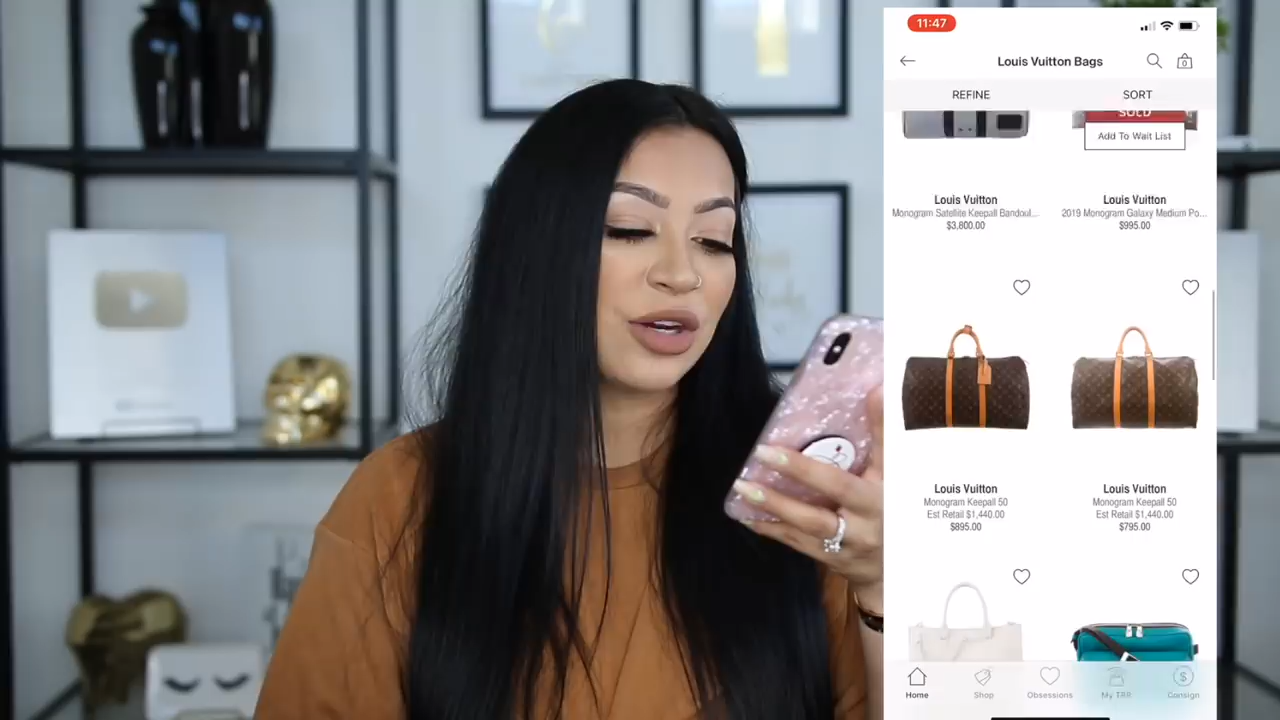 11:47
Louis Vuitton Bags
0
REFINE
SORT
SOLD
Add To Wait List
Louis Vuitton
Monogram Satellite Keepall Bandoul...
$3,800.00
Louis Vuitton
2019 Monogram Galaxy Medium Po...
$995.00
Louis Vuitton
Monogram Keepall 50
Est Retail $1,440.00
$895.00
Louis Vuitton
Monogram Keepall 50
Est Retail $1,440.00
$795.00
Home
Shop
Obsessions
My TRR
$
Consign